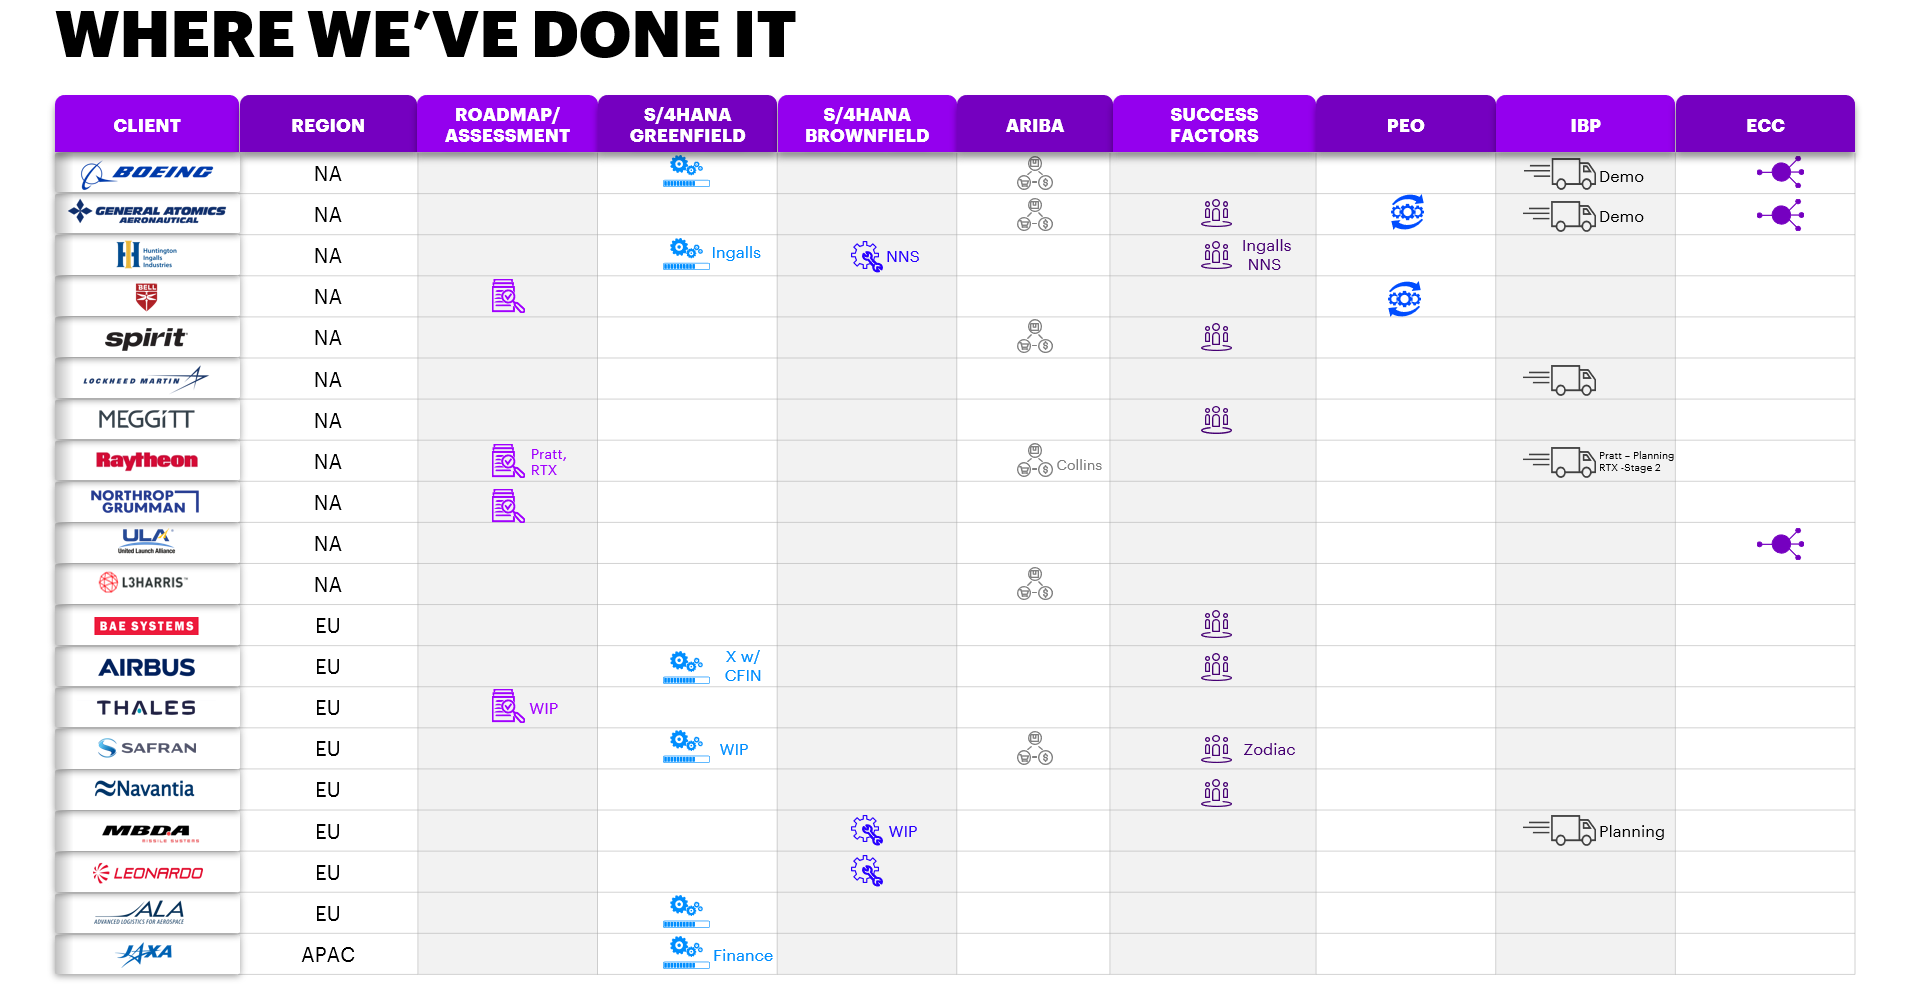 WHERE WE’VE DONE IT
CLIENT REGION ROADMAP/ ASSESSMENT S/4HANA GREENFIELD S/4HANA BROWNFIELD ARIBA SUCCESS FACTORS PEO IBP ECC
BOEING NA Demo
GENERAL ATOMICS AERONAUTICAL NA Demo
Huntington Ingalls Industries NA Ingalls NNS Ingalls NNS
BELL NA
spirit NA
LOCKHEED MARTIN NA
MEGGiTT NA
Raytheon NA Pratt, RTX Collins Pratt – Planning RTX -Stage 2
NORTHROP GRUMMAN NA
ULA United Launch Alliance NA
L3HARRIS™ NA
BAE SYSTEMS EU
AIRBUS EU X w/ CFIN
THALES EU WIP
SAFRAN EU WIP Zodiac
Navantia EU
MBDA MISSILE SYSTEMS EU WIP Planning
LEONARDO EU
ALA ADVANCED LOGISTICS FOR AEROSPACE EU
JAXA APAC Finance